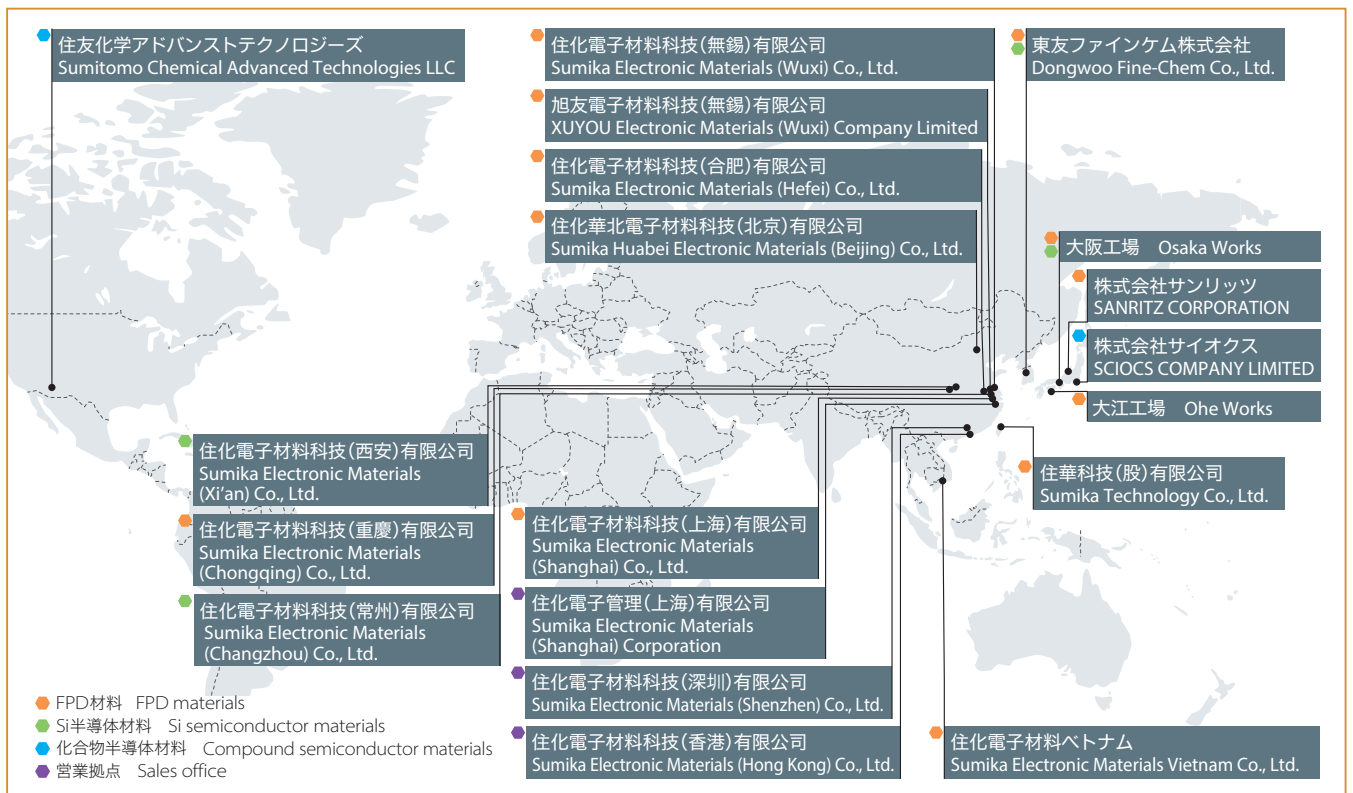 住友化学アドバンストテクノロジーズ
Sumitomo Chemical Advanced Technologies LLC
住化電子材料科技(無錫)有限公司
Sumika Electronic Materials (Wuxi) Co., Ltd.
旭友電子材料科技(無錫)有限公司
XUYOU Electronic Materials (Wuxi) Company Limited
住化電子材料科技(合肥)有限公司
Sumika Electronic Materials (Hefei) Co., Ltd.
住化華北電子材料科技(北京)有限公司
Sumika Huabei Electronic Materials (Beijing) Co., Ltd.
東友ファインケム株式会社
Dongwoo Fine-Chem Co., Ltd.
大阪工場 Osaka Works
株式会社サンリッツ
SANRITZ CORPORATION
株式会社サイオクス
SCIOCS COMPANY LIMITED
大江工場 Ohe Works
住華科技(股)有限公司
Sumika Technology Co., Ltd.
住化電子材料科技(西安)有限公司
Sumika Electronic Materials
(Xi’an) Co., Ltd.
住化電子材料科技(重慶)有限公司
Sumika Electronic Materials
(Chongqing) Co., Ltd.
住化電子材料科技(常州)有限公司
Sumika Electronic Materials
(Changzhou) Co., Ltd.
住化電子材料科技(上海)有限公司
Sumika Electronic Materials
(Shanghai) Co., Ltd.
住化電子管理(上海)有限公司
Sumika Electronic Materials
(Shanghai) Corporation
住化電子材料科技(深圳)有限公司
Sumika Electronic Materials (Shenzhen) Co., Ltd.
住化電子材料科技(香港)有限公司
Sumika Electronic Materials (Hong Kong) Co., Ltd.
住化電子材料ベトナム
Sumika Electronic Materials Vietnam Co., Ltd.
FPD材料 FPD materials
Si半導体材料 Si semiconductor materials
化合物半導体材料 Compound semiconductor materials
営業拠点 Sales office